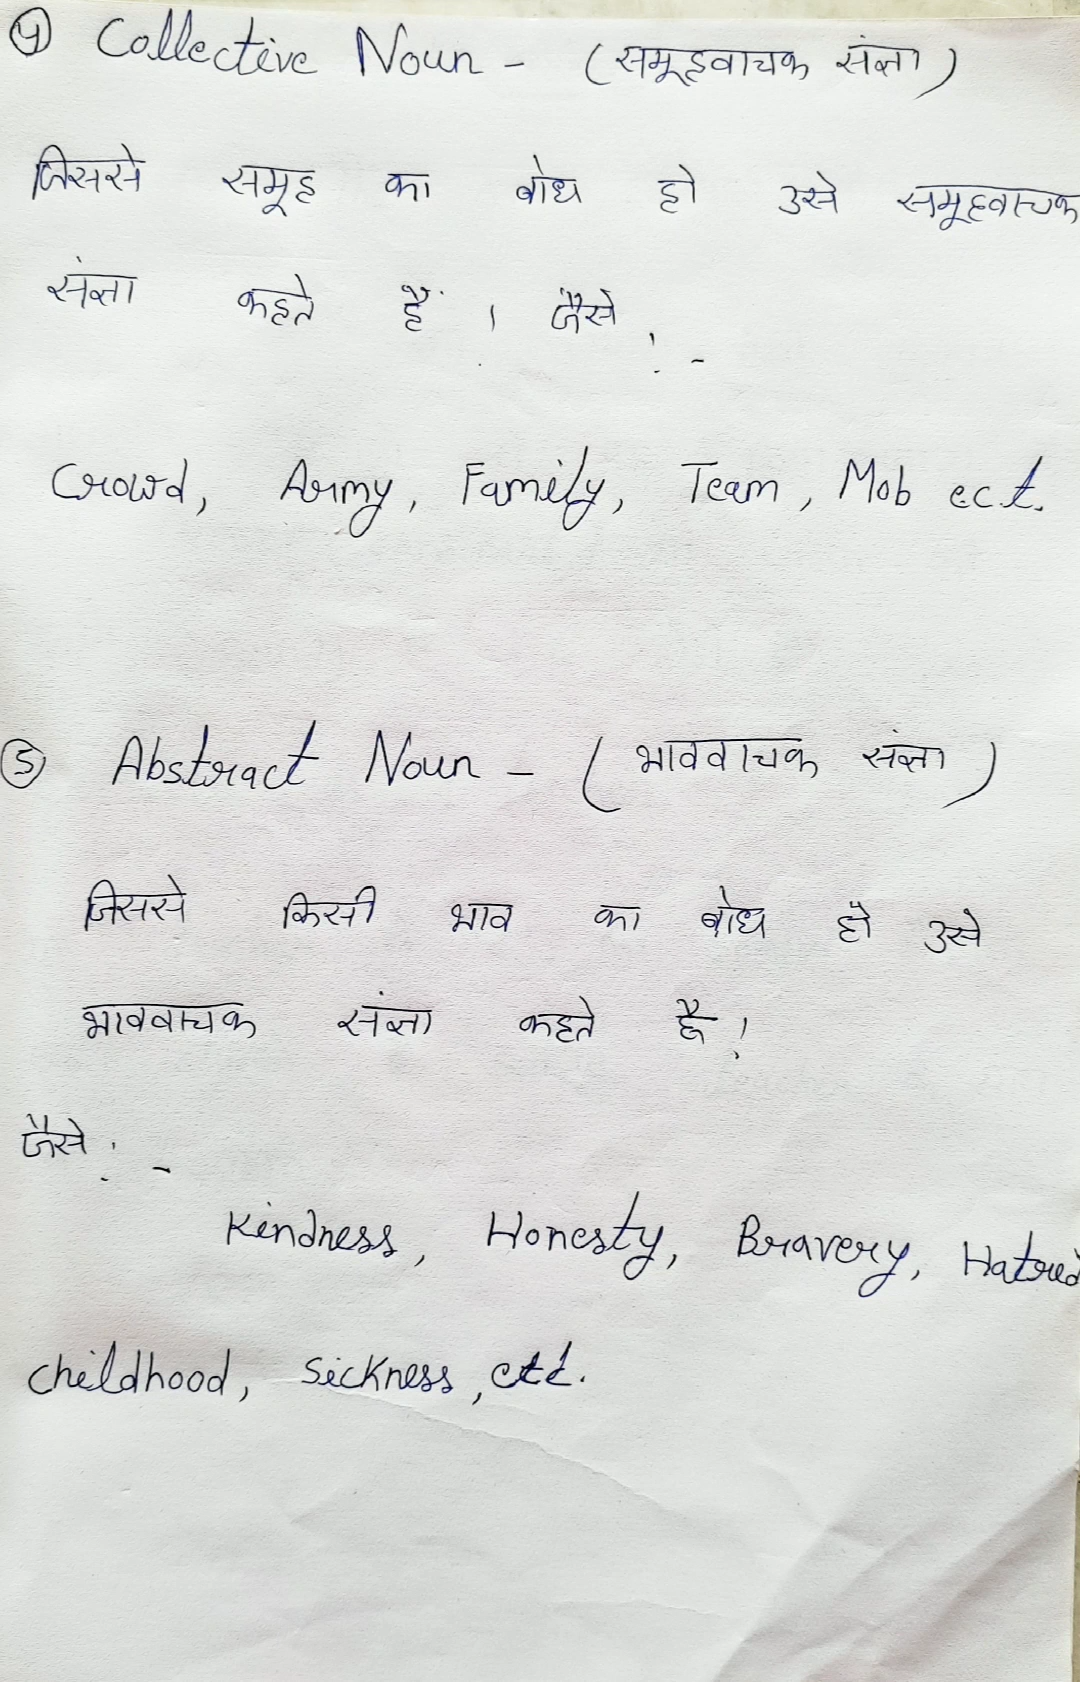 4 Collective Noun - (समूहवाचक संज्ञा)
जिससे समूह का बोध हो उसे समूहवाचक
संज्ञा कहते हैं । जैसे :-
Crowd, Army, Family, Team, Mob ect.
5 Abstract Noun - (भाववाचक संज्ञा)
जिससे किसी भाव का बोध हो उसे
भाववाचक संज्ञा कहते है ।
जैसे :-
Kindness, Honesty, Bravery, Hatred
childhood, Sickness, etc.